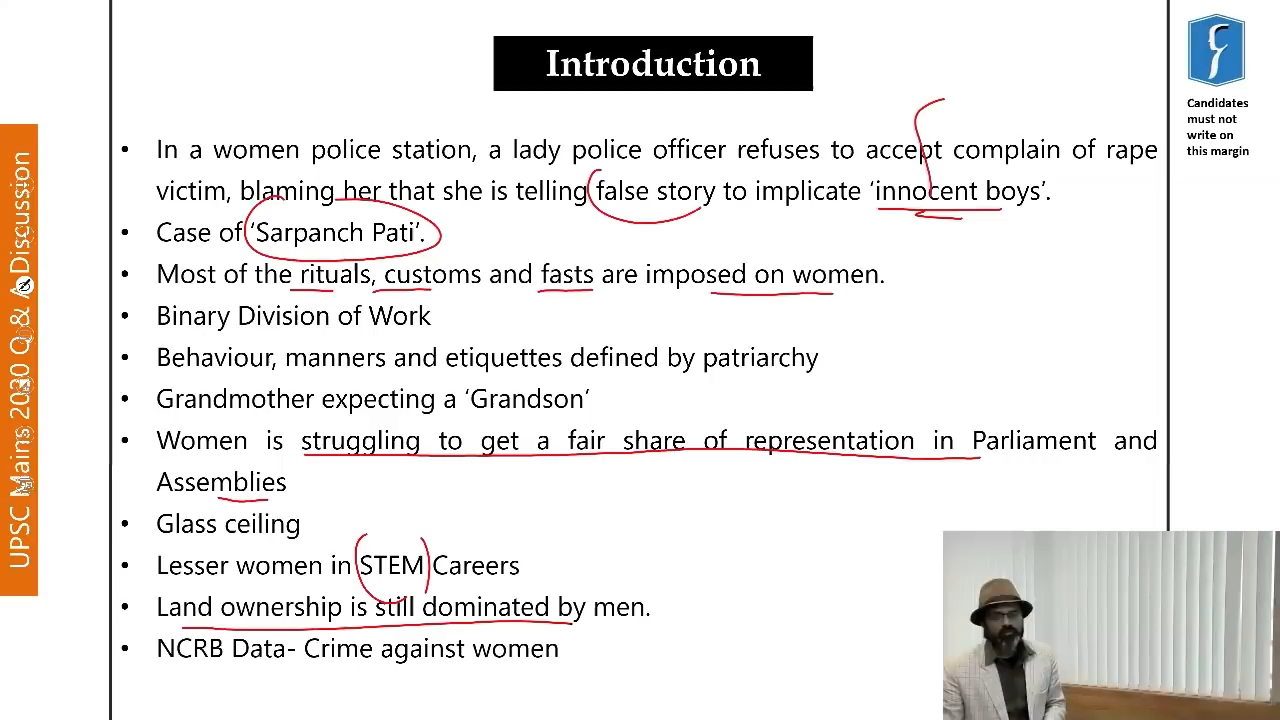 Introduction
Candidates
must not
write on
this margin
UPSC Mains 2020 Q & A Discussion
• In a women police station, a lady police officer refuses to accept complain of rape
victim, blaming her that she is telling false story to implicate ‘innocent boys’.
• Case of ‘Sarpanch Pati’.
• Most of the rituals, customs and fasts are imposed on women.
• Binary Division of Work
• Behaviour, manners and etiquettes defined by patriarchy
• Grandmother expecting a ‘Grandson’
• Women is struggling to get a fair share of representation in Parliament and
Assemblies
• Glass ceiling
• Lesser women in STEM Careers
• Land ownership is still dominated by men.
• NCRB Data- Crime against women